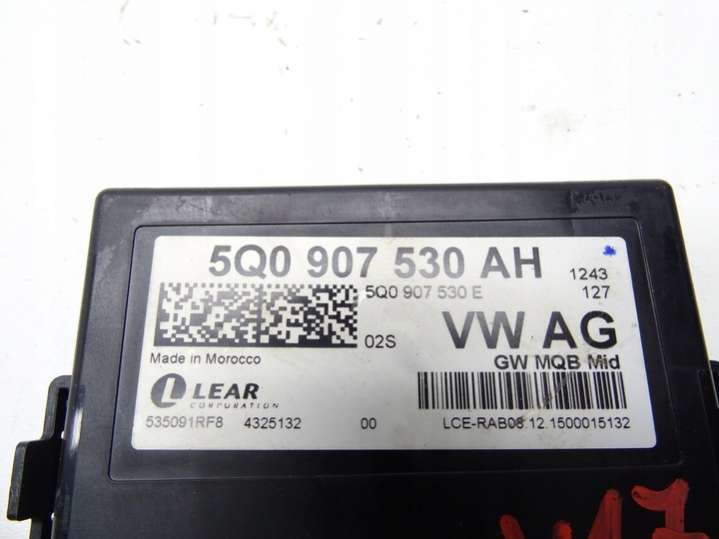 5Q0 907 530 AH
1243
5Q0 907 530 E
127
02S
VW AG
Made in Morocco
GW MQB Mid
LEAR
CORPORATION
535091RF8 4325132 00
LCE-RAB08.12.1500015132